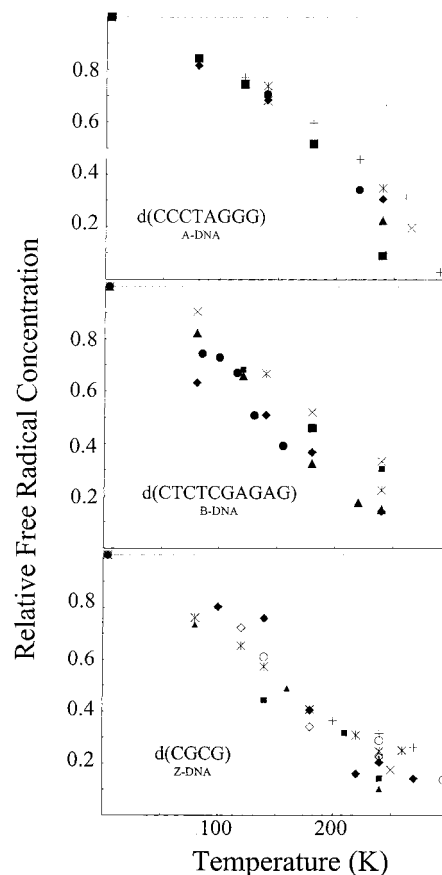 Relative Free Radical Concentration
0.8
0.6
0.4
0.2
d(CCCTAGGG)
A-DNA
0.8
0.6
0.4
0.2
d(CTCTCGAGAG)
B-DNA
0.8
0.6
0.4
0.2
d(CGCG)
Z-DNA
100
200
Temperature (K)